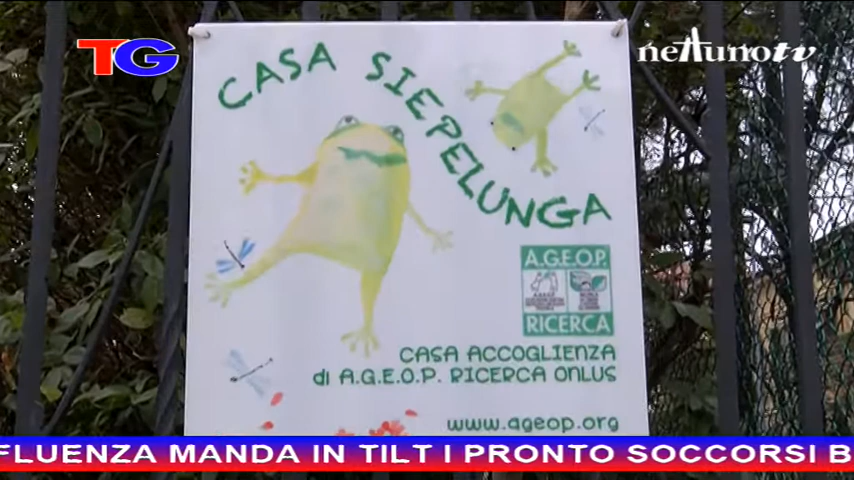 TG
nettunotv
CASA SIEPELUNGA
A.G.E.O.P.
RICERCA
CASA ACCOGLIENZA
di A.G.E.O.P. RICERCA ONLUS
www.ageop.org
FLUENZA MANDA IN TILT I PRONTO SOCCORSI B